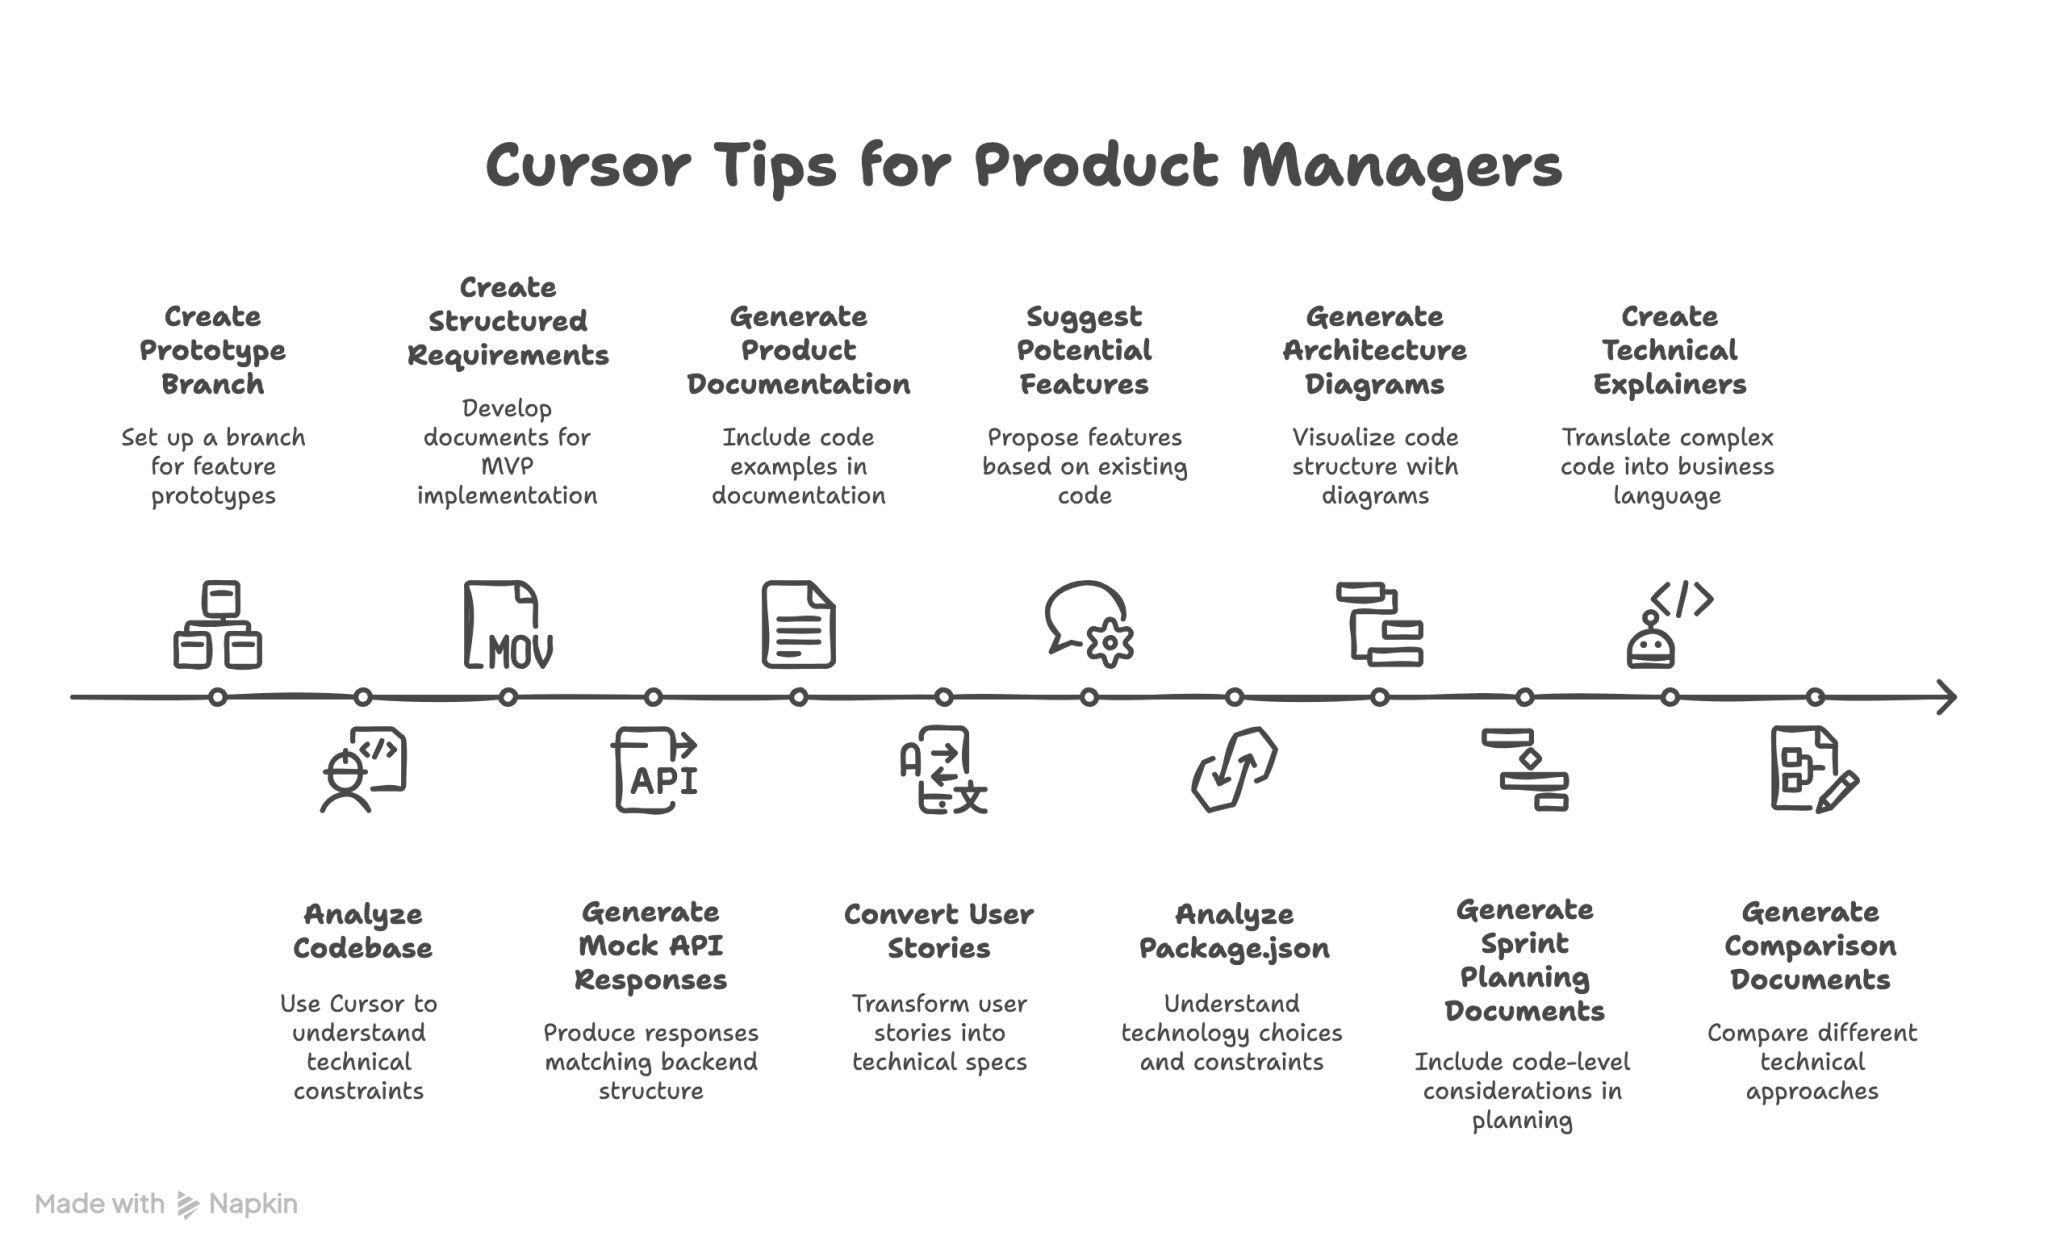 Cursor Tips for Product Managers
Create
Prototype
Branch
Set up a branch
for feature
prototypes
Analyze
Codebase
Use Cursor to
understand
technical
constraints
Create
Structured
Requirements
Develop
documents for
MVP
implementation
MOV
API
Generate
Mock API
Responses
Produce responses
matching backend
structure
Generate
Product
Documentation
Include code
examples in
documentation
A
文
Convert User
Stories
Transform user
stories into
technical specs
Suggest
Potential
Features
Propose features
based on existing
code
Analyze
Package.json
Understand
technology choices
and constraints
Generate
Architecture
Diagrams
Visualize code
structure with
diagrams
Generate
Sprint
Planning
Documents
Include code-level
considerations in
planning
Create
Technical
Explainers
Translate complex
code into business
language
</>
Generate
Comparison
Documents
Compare different
technical
approaches
Made with Napkin